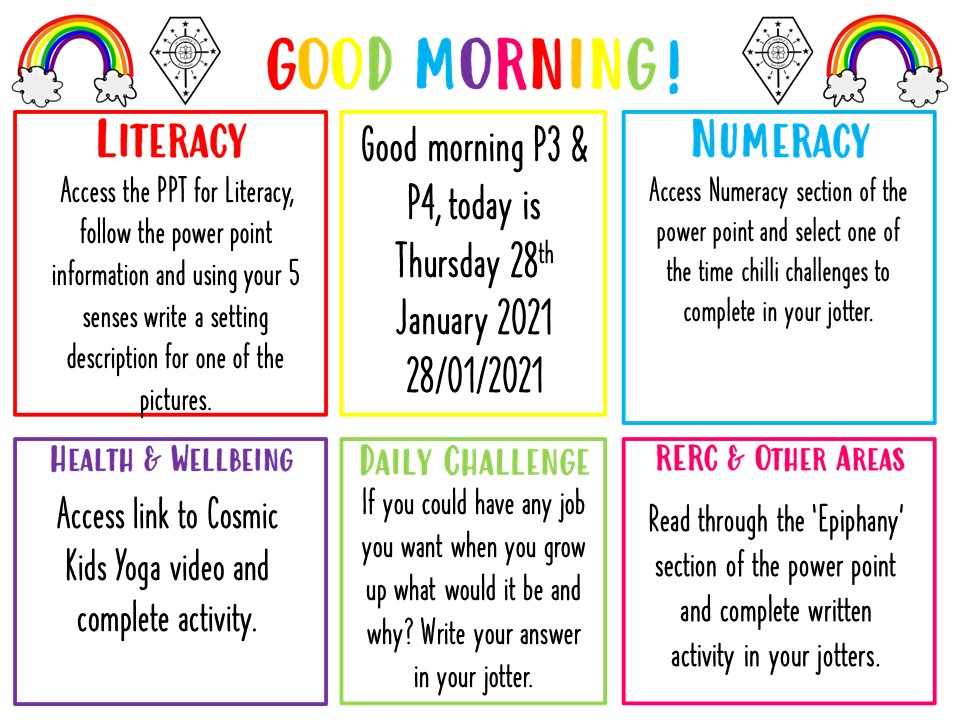 GOOD MORNING!
LITERACY
Access the PPT for Literacy,
follow the power point
information and using your 5
senses write a setting
description for one of the
pictures.
Good morning P3 &
P4, today is
Thursday 28th
January 2021
28/01/2021
NUMERACY
Access Numeracy section of the
power point and select one of
the time chilli challenges to
complete in your jotter.
HEALTH & WELLBEING
Access link to Cosmic
Kids Yoga video and
complete activity.
DAILY CHALLENGE
If you could have any job
you want when you grow
up what would it be and
why? Write your answer
in your jotter.
RERC & OTHER AREAS
Read through the 'Epiphany'
section of the power point
and complete written
activity in your jotters.